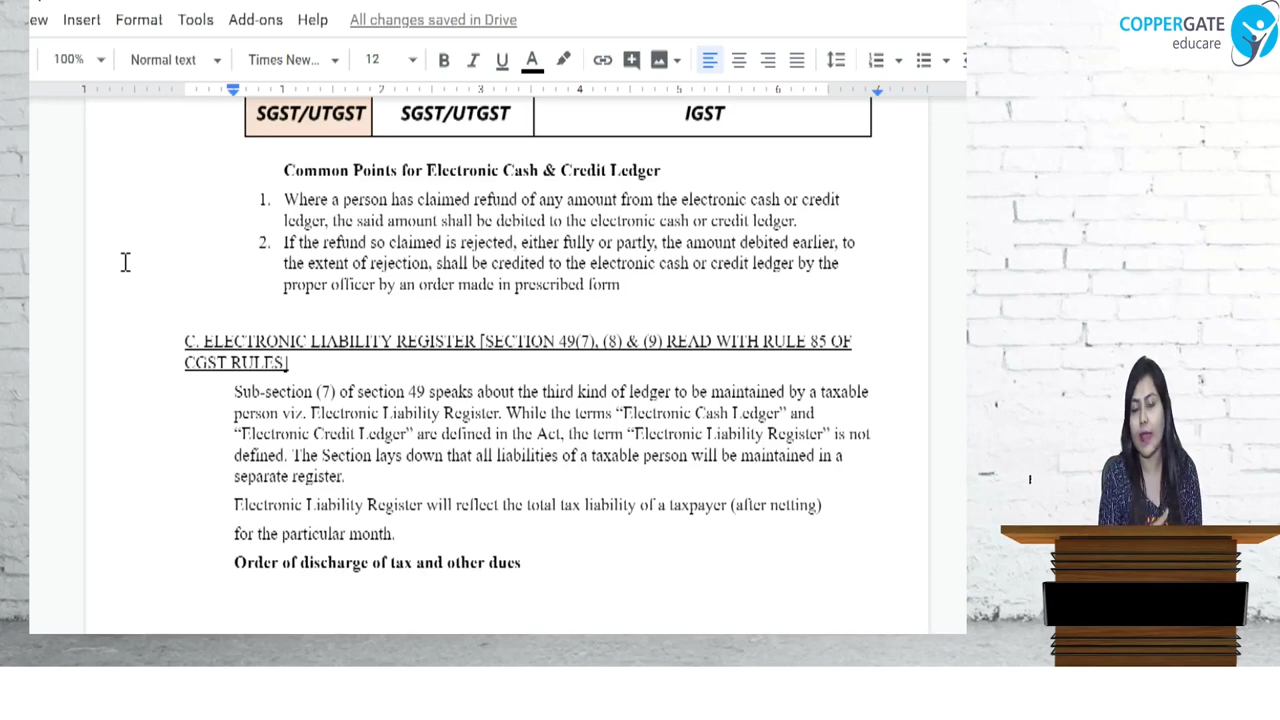 ew Insert Format Tools Add-ons Help All changes saved in Drive
100% Normal text Times New... 12 B I U A
1 1 2 3 4 5 6 7
SGST/UTGST SGST/UTGST IGST
Common Points for Electronic Cash & Credit Ledger
1. Where a person has claimed refund of any amount from the electronic cash or credit
ledger, the said amount shall be debited to the electronic cash or credit ledger.
2. If the refund so claimed is rejected, either fully or partly, the amount debited earlier, to
the extent of rejection, shall be credited to the electronic cash or credit ledger by the
proper officer by an order made in prescribed form
C. ELECTRONIC LIABILITY REGISTER [SECTION 49(7), (8) & (9) READ WITH RULE 85 OF
CGST RULES]
Sub-section (7) of section 49 speaks about the third kind of ledger to be maintained by a taxable
person viz. Electronic Liability Register. While the terms “Electronic Cash Ledger” and
“Electronic Credit Ledger” are defined in the Act, the term “Electronic Liability Register” is not
defined. The Section lays down that all liabilities of a taxable person will be maintained in a
separate register.
Electronic Liability Register will reflect the total tax liability of a taxpayer (after netting)
for the particular month.
Order of discharge of tax and other dues
COPPERGATE
educare